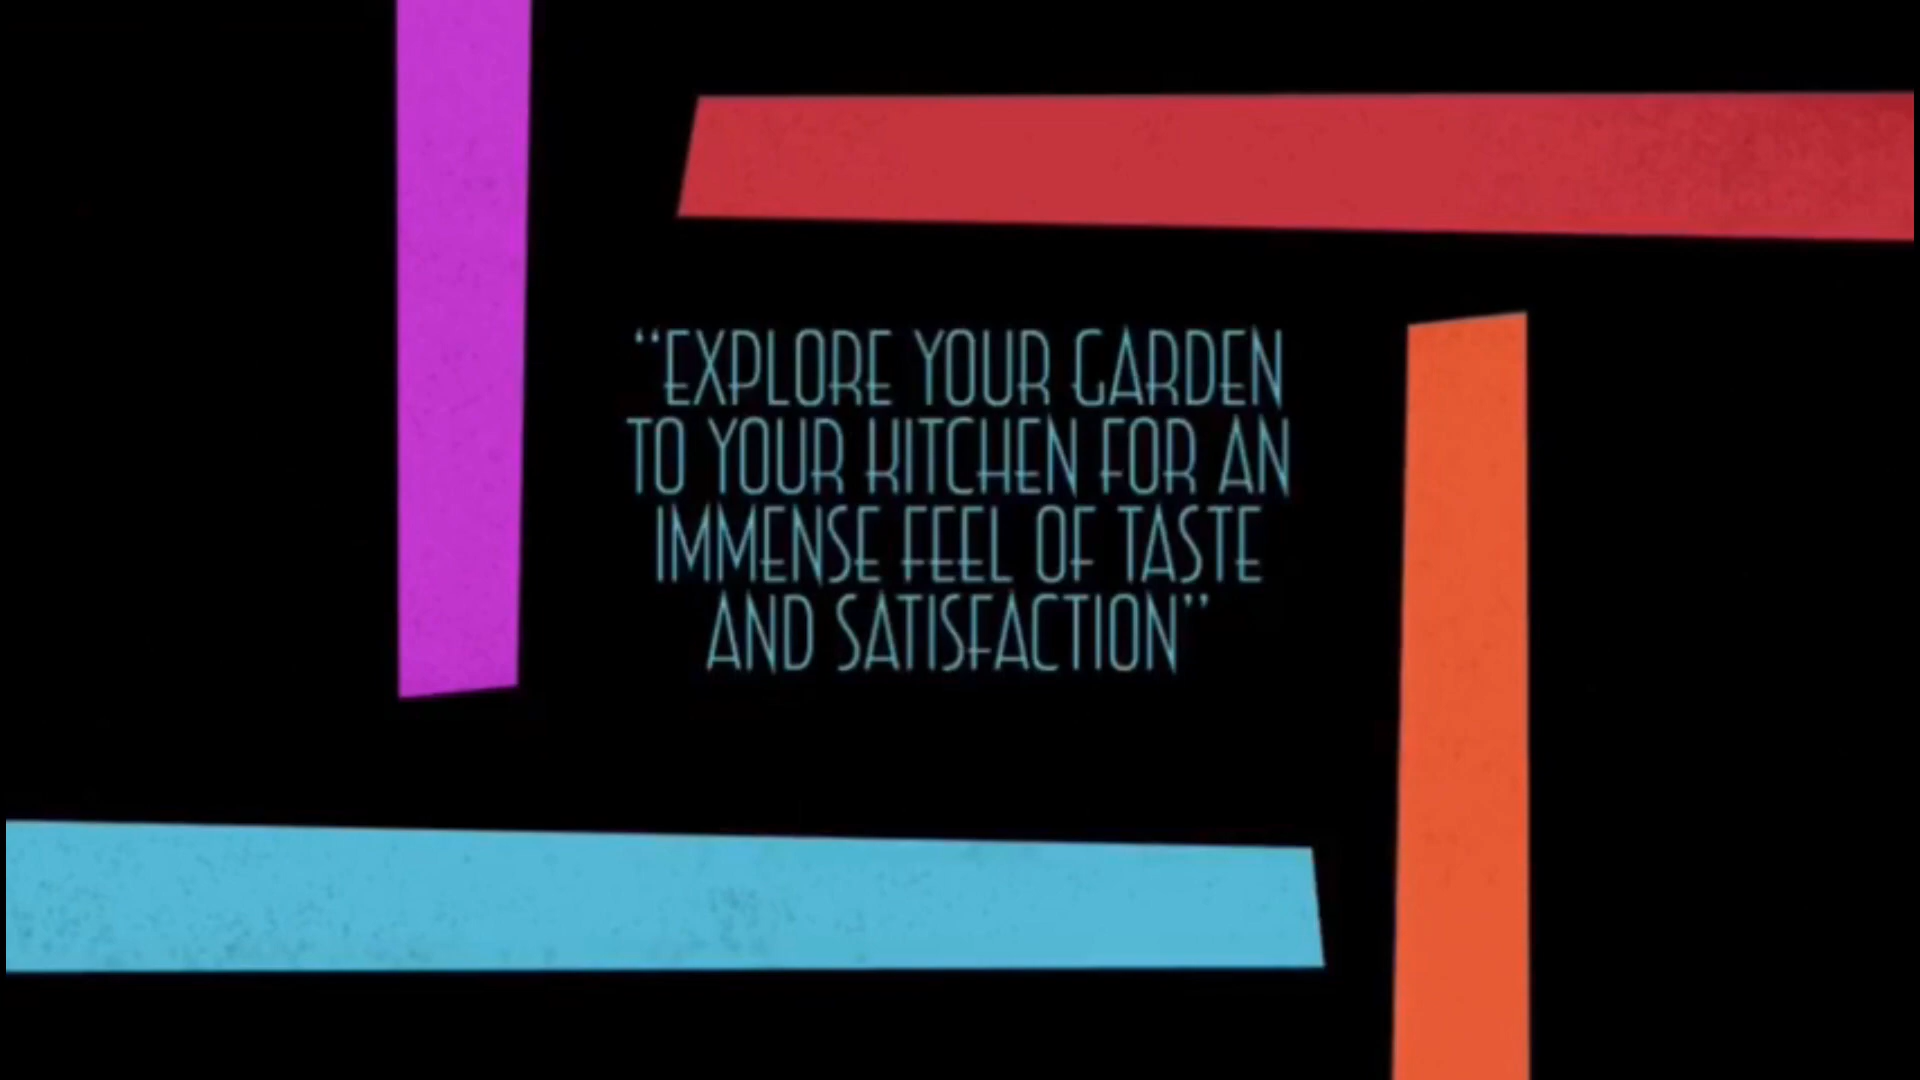 “EXPLORE YOUR GARDEN
TO YOUR KITCHEN FOR AN
IMMENSE FEEL OF TASTE
AND SATISFACTION”